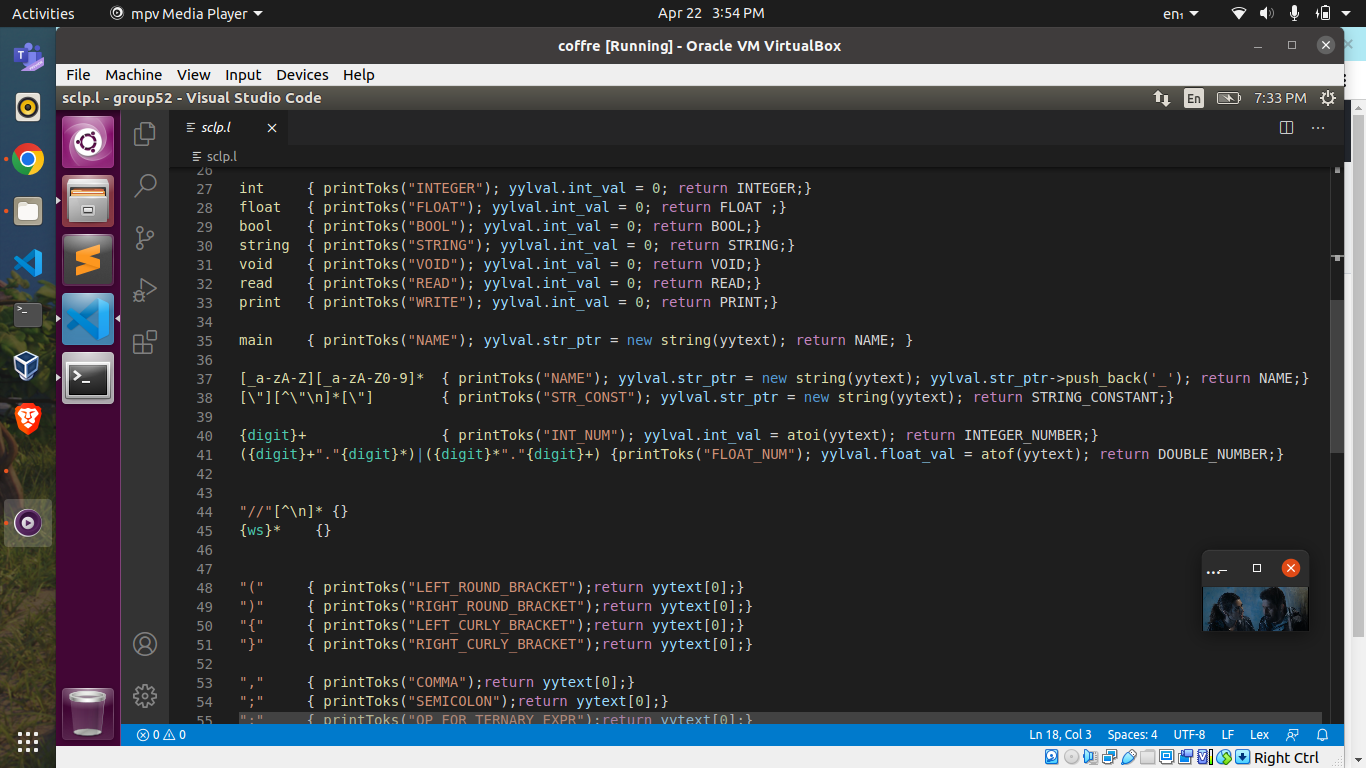 Activities
mpv Media Player
Apr 22 3:54 PM
en₁
coffre [Running] - Oracle VM VirtualBox
File Machine View Input Devices Help
sclp.l - group52 - Visual Studio Code
En
7:33 PM
sclp.l
sclp.l
26
27 int { printToks("INTEGER"); yylval.int_val = 0; return INTEGER;}
28 float { printToks("FLOAT"); yylval.int_val = 0; return FLOAT ;}
29 bool { printToks("BOOL"); yylval.int_val = 0; return BOOL;}
30 string { printToks("STRING"); yylval.int_val = 0; return STRING;}
31 void { printToks("VOID"); yylval.int_val = 0; return VOID;}
32 read { printToks("READ"); yylval.int_val = 0; return READ;}
33 print { printToks("WRITE"); yylval.int_val = 0; return PRINT;}
34
35 main { printToks("NAME"); yylval.str_ptr = new string(yytext); return NAME; }
36
37 [_a-zA-Z][_a-zA-Z0-9]* { printToks("NAME"); yylval.str_ptr = new string(yytext); yylval.str_ptr->push_back('_'); return NAME;}
38 [\"][^\"\n]*[\"] { printToks("STR_CONST"); yylval.str_ptr = new string(yytext); return STRING_CONSTANT;}
39
40 {digit}+ { printToks("INT_NUM"); yylval.int_val = atoi(yytext); return INTEGER_NUMBER;}
41 ({digit}+"."{digit}*)|({digit}*"."{digit}+) {printToks("FLOAT_NUM"); yylval.float_val = atof(yytext); return DOUBLE_NUMBER;}
42
43
44 "//"[^\n]* {}
45 {ws}* {}
46
47
48 "(" { printToks("LEFT_ROUND_BRACKET");return yytext[0];}
49 ")" { printToks("RIGHT_ROUND_BRACKET");return yytext[0];}
50 "{" { printToks("LEFT_CURLY_BRACKET");return yytext[0];}
51 "}" { printToks("RIGHT_CURLY_BRACKET");return yytext[0];}
52
53 "," { printToks("COMMA");return yytext[0];}
54 ";" { printToks("SEMICOLON");return yytext[0];}
55 ":" { printToks("OP_FOR_TERNARY_EXPR");return yytext[0];}
...
0 0
Ln 18, Col 3 Spaces: 4 UTF-8 LF Lex
Right Ctrl